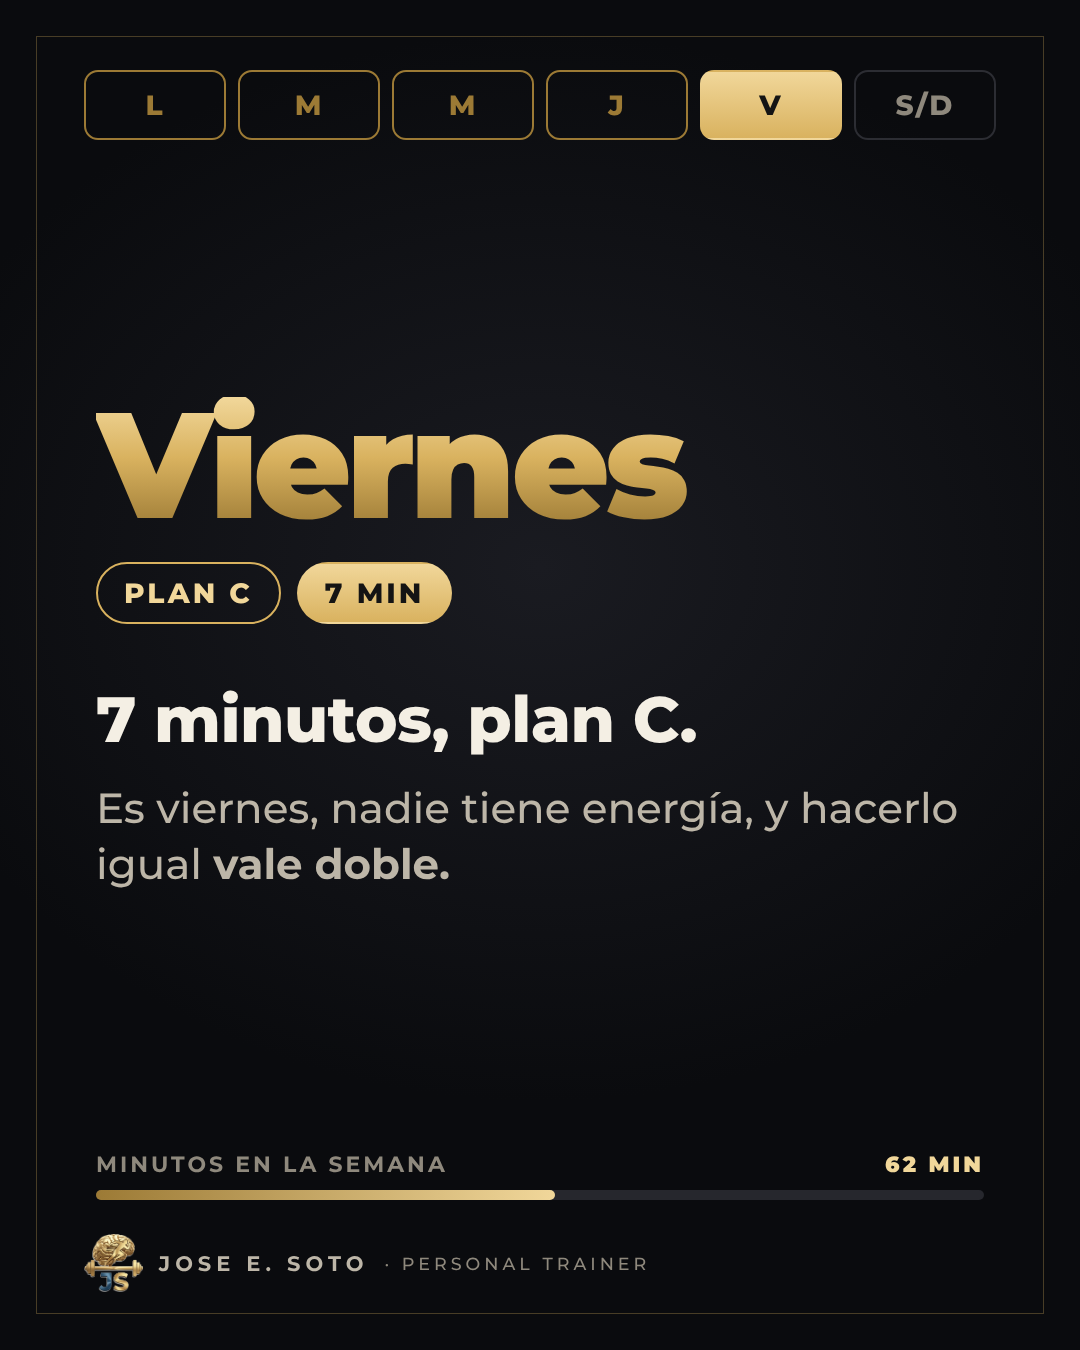 L M M J V S/D
Viernes
PLAN C 7 MIN
7 minutos, plan C.
Es viernes, nadie tiene energía, y hacerlo
igual vale doble.
MINUTOS EN LA SEMANA 62 MIN
JS
JOSE E. SOTO · PERSONAL TRAINER